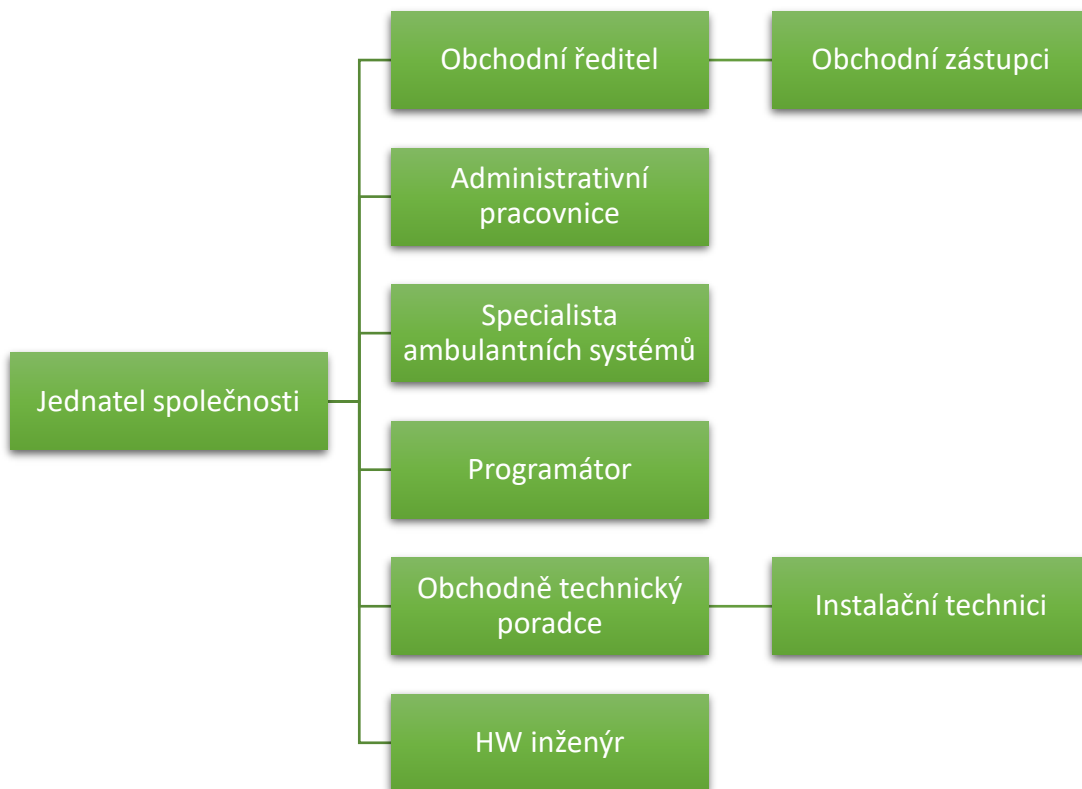 Obchodní ředitel
Obchodní zástupci
Administrativní
pracovnice
Specialista
ambulantních systémů
Jednatel společnosti
Programátor
Obchodně technický
poradce
Instalační technici
HW inženýr